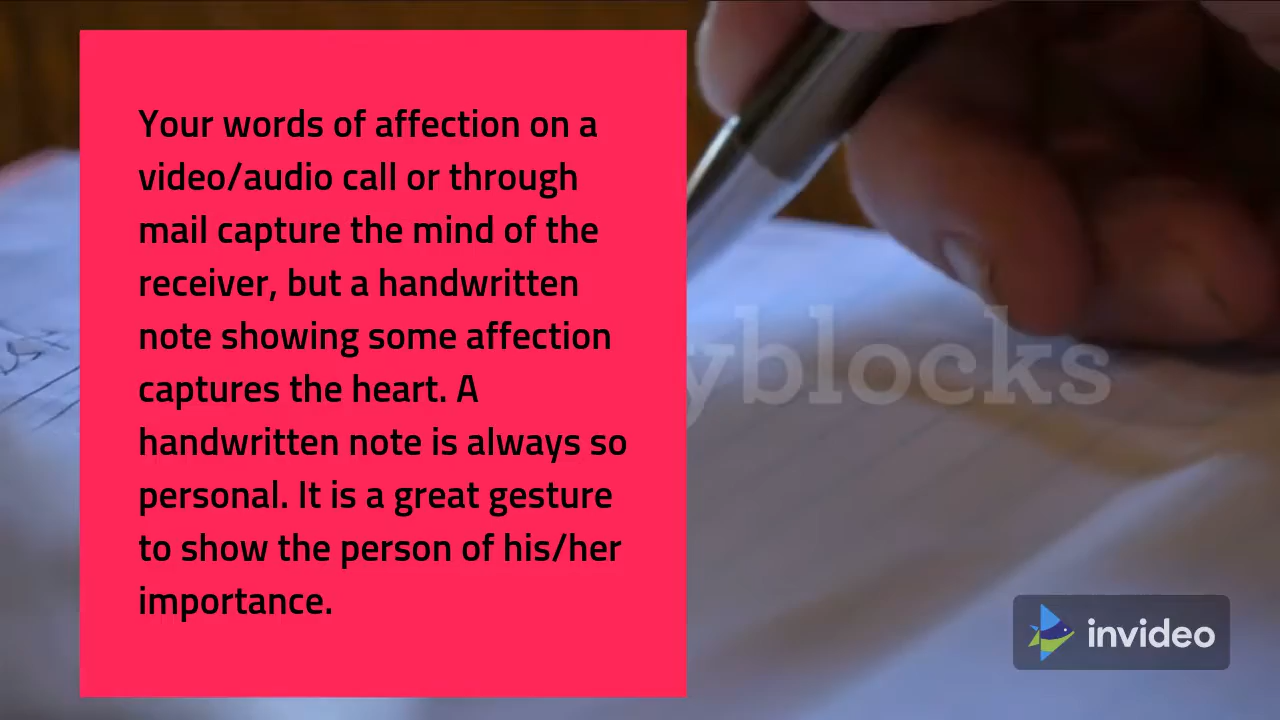 Your words of affection on a
video/audio call or through
mail capture the mind of the
receiver, but a handwritten
note showing some affection
captures the heart. A
handwritten note is always so
personal. It is a great gesture
to show the person of his/her
importance.
yblocks
invideo